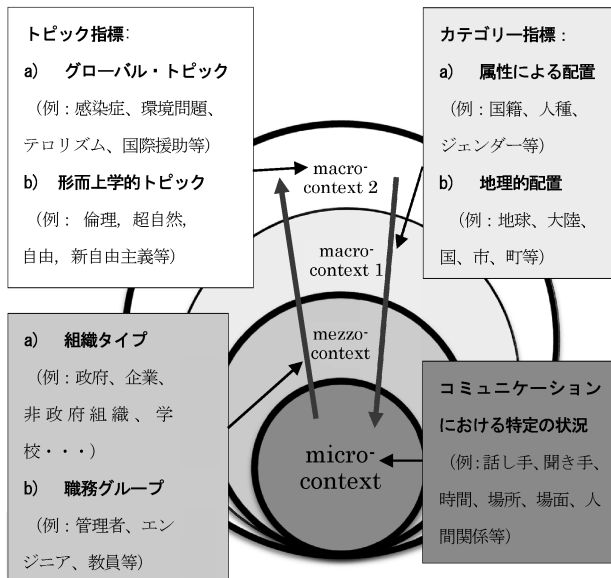 トピック指標:
a) グローバル・トピック
（例：感染症、環境問題、
テロリズム、国際援助等）
b) 形而上学的トピック
（例： 倫理，超自然，
自由，新自由主義等）
カテゴリー指標：
a) 属性による配置
（例：国籍、人種、
ジェンダー等）
b) 地理的配置
（例：地球、大陸、
国、市、町等）
macro-
context 2
macro-
context 1
mezzo-
context
micro-
context
a) 組織タイプ
（例：政府、企業、
非政府組織、学
校・・・）
b) 職務グループ
（例：管理者、エン
ジニア、教員等）
コミュニケーション
における特定の状況
（例：話し手、聞き手、
時間、場所、場面、人
間関係等）